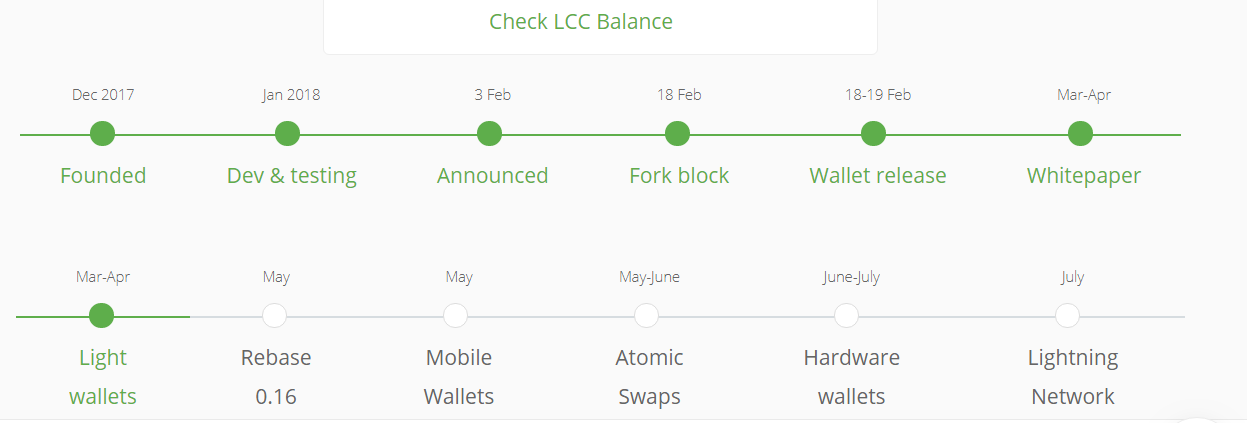 Check LCC Balance
Dec 2017 Jan 2018 3 Feb 18 Feb 18-19 Feb Mar-Apr
Founded Dev & testing Announced Fork block Wallet release Whitepaper
Mar-Apr May May May-June June-July July
Light Rebase Mobile Atomic Hardware Lightning
wallets 0.16 Wallets Swaps wallets Network